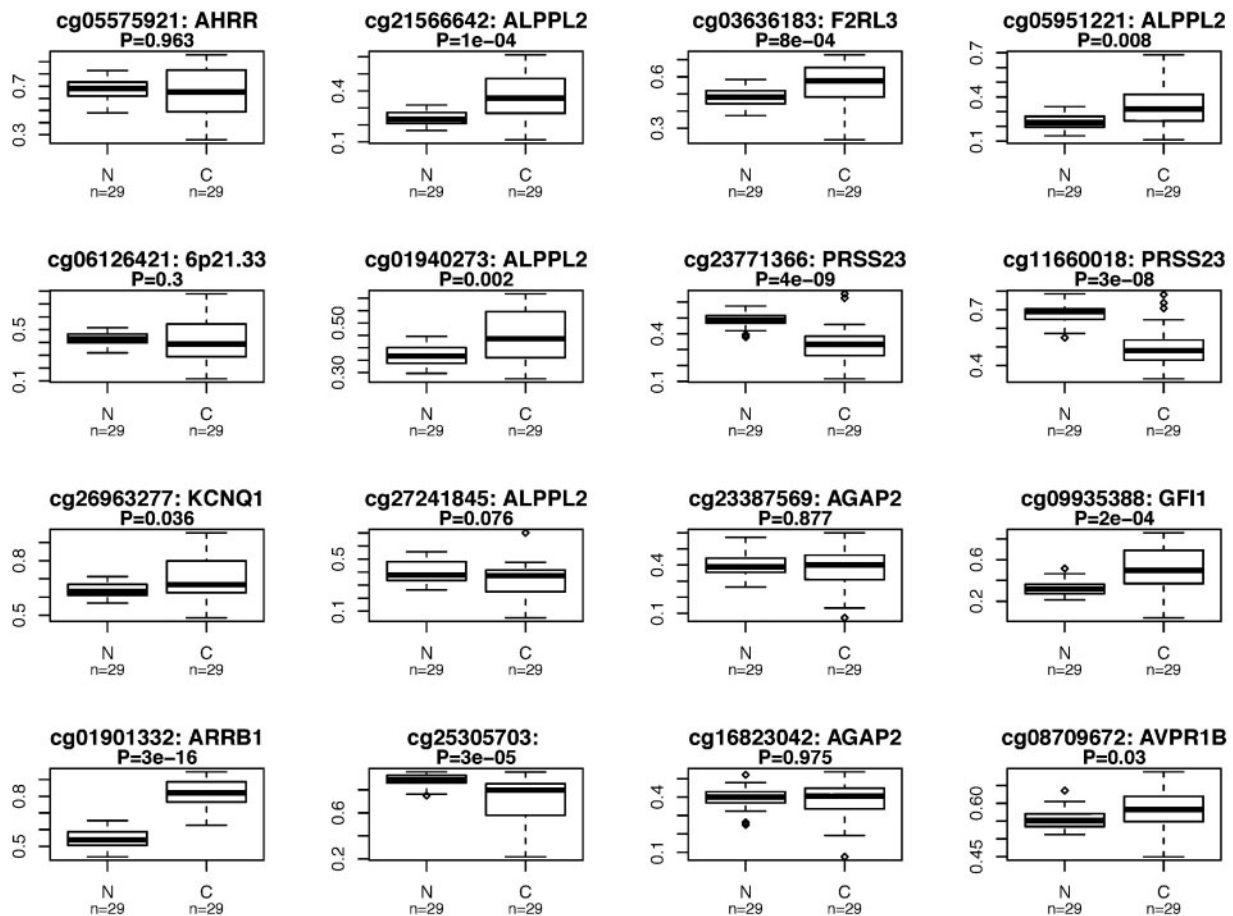 cg05575921: AHRR
P=0.963
0.7
0.3
N
C
n=29
n=29
cg21566642: ALPPL2
P=1e-04
0.4
0.1
N
C
n=29
n=29
cg03636183: F2RL3
P=8e-04
0.6
0.3
N
C
n=29
n=29
cg05951221: ALPPL2
P=0.008
0.7
0.4
0.1
N
C
n=29
n=29
cg06126421: 6p21.33
P=0.3
0.5
0.1
N
C
n=29
n=29
cg01940273: ALPPL2
P=0.002
0.50
0.30
N
C
n=29
n=29
cg23771366: PRSS23
P=4e-09
0.4
0.1
N
C
n=29
n=29
cg11660018: PRSS23
P=3e-08
0.7
0.4
N
C
n=29
n=29
cg26963277: KCNQ1
P=0.036
0.8
0.5
N
C
n=29
n=29
cg27241845: ALPPL2
P=0.076
0.5
0.1
N
C
n=29
n=29
cg23387569: AGAP2
P=0.877
0.4
0.1
N
C
n=29
n=29
cg09935388: GFI1
P=2e-04
0.6
0.2
N
C
n=29
n=29
cg01901332: ARRB1
P=3e-16
0.8
0.5
N
C
n=29
n=29
cg25305703:
P=3e-05
0.6
0.2
N
C
n=29
n=29
cg16823042: AGAP2
P=0.975
0.4
0.1
N
C
n=29
n=29
cg08709672: AVPR1B
P=0.03
0.60
0.45
N
C
n=29
n=29